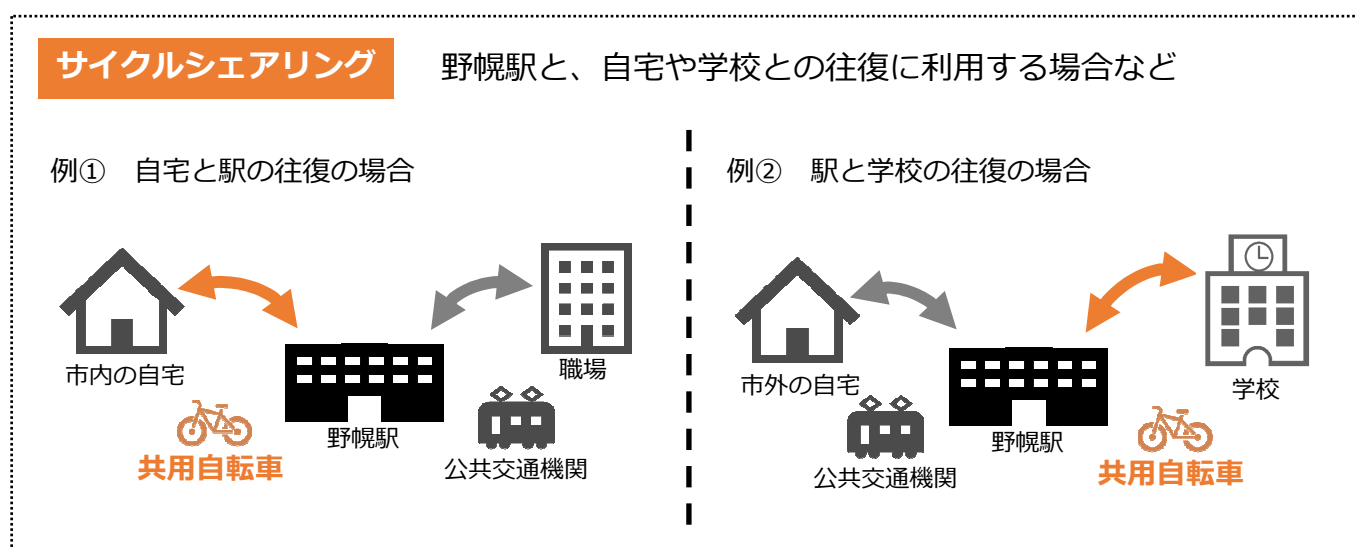 サイクルシェアリング
野幌駅と、自宅や学校との往復に利用する場合など
例① 自宅と駅の往復の場合
市内の自宅
野幌駅
職場
共用自転車
公共交通機関
例② 駅と学校の往復の場合
市外の自宅
野幌駅
学校
公共交通機関
共用自転車